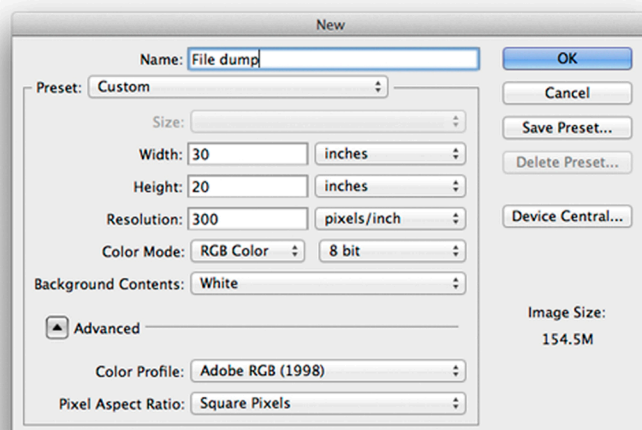 New
Name: File dump
Preset: Custom
Size:
Width: 30 inches
Height: 20 inches
Resolution: 300 pixels/inch
Color Mode: RGB Color 8 bit
Background Contents: White
Advanced
Color Profile: Adobe RGB (1998)
Pixel Aspect Ratio: Square Pixels
OK
Cancel
Save Preset...
Delete Preset...
Device Central...
Image Size:
154.5M